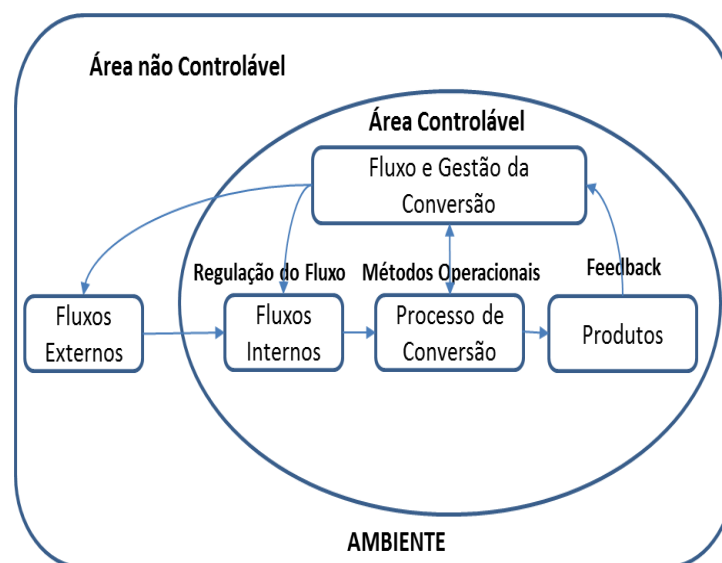 Área não Controlável
Área Controlável
Fluxo e Gestão da
Conversão
Regulação do Fluxo
Métodos Operacionais
Feedback
Fluxos
Externos
Fluxos
Internos
Processo de
Conversão
Produtos
AMBIENTE